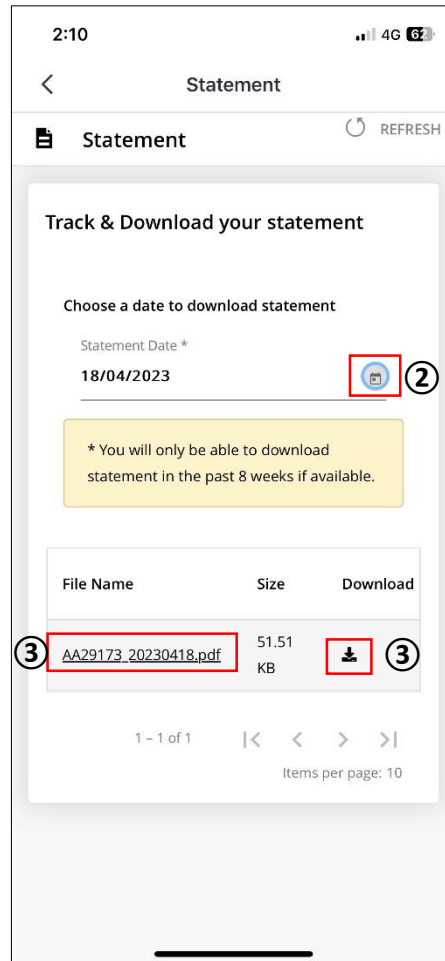 2:10 4G 62
Statement
Statement REFRESH
Track & Download your statement
Choose a date to download statement
Statement Date *
18/04/2023
②
* You will only be able to download
statement in the past 8 weeks if available.
File Name Size Download
③ AA29173_20230418.pdf 51.51 KB ③
1 – 1 of 1
Items per page: 10